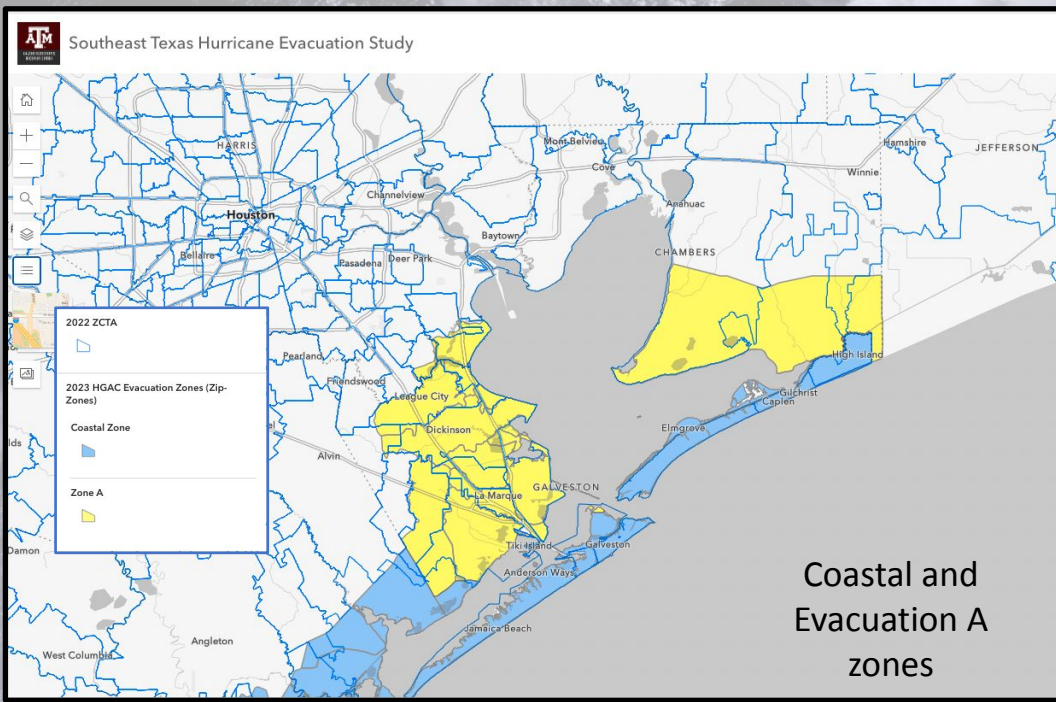 Southeast Texas Hurricane Evacuation Study
Mont Belvieu
Hamshire
JEFFERSON
HARRIS
Cove
Winnie
Channelview
Anahuac
Houston
Baytown
CHAMBERS
Bellaire
Pasadena
Deer Park
2022 ZCTA
2023 HGAC Evacuation Zones (Zip-
Zones)
Coastal Zone
Zone A
Pearland
High Island
Friendswood
League City
Gilchrist
Caplen
Dickinson
Elmgrove
Alvin
La Marque
GALVESTON
Damon
Tiki Island
Galveston
Anderson Ways
Jamaica Beach
Angleton
West Columbia
Coastal and
Evacuation A
zones